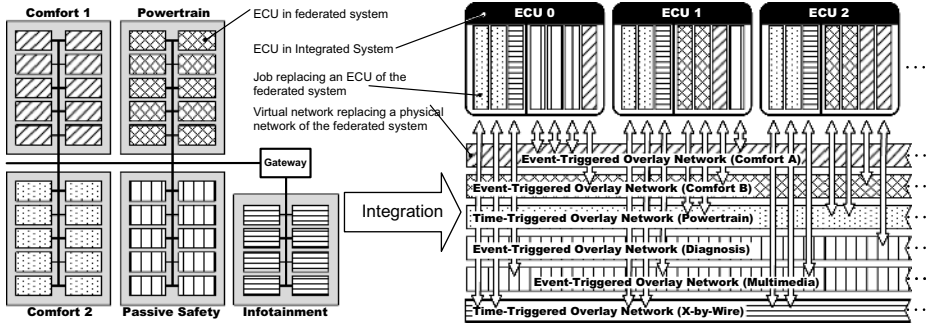 Comfort 1
Powertrain
ECU in federated system
ECU in Integrated System
Job replacing an ECU of the
federated system
Virtual network replacing a physical
network of the federated system
Gateway
Comfort 2
Passive Safety
Infotainment
Integration
ECU 0
ECU 1
ECU 2
...
Event-Triggered Overlay Network (Comfort A)
...
Event-Triggered Overlay Network (Comfort B)
...
Time-Triggered Overlay Network (Powertrain)
...
Event-Triggered Overlay Network (Diagnosis)
...
Event-Triggered Overlay Network (Multimedia)
...
Time-Triggered Overlay Network (X-by-Wire)
...